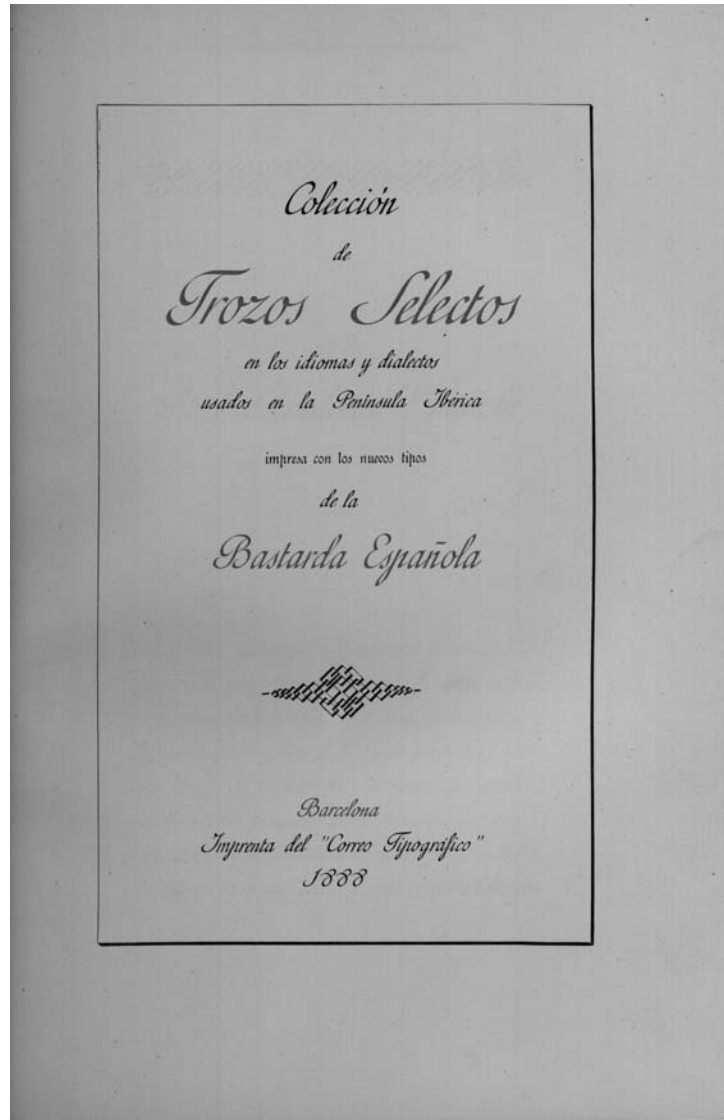 Colección
de
Trozos Selectos
en los idiomas y dialectos
usados en la Península Ibérica
impresa con los nuevos tipos
de la
Bastarda Española
Barcelona
Imprenta del "Correo Tipográfico"
1888